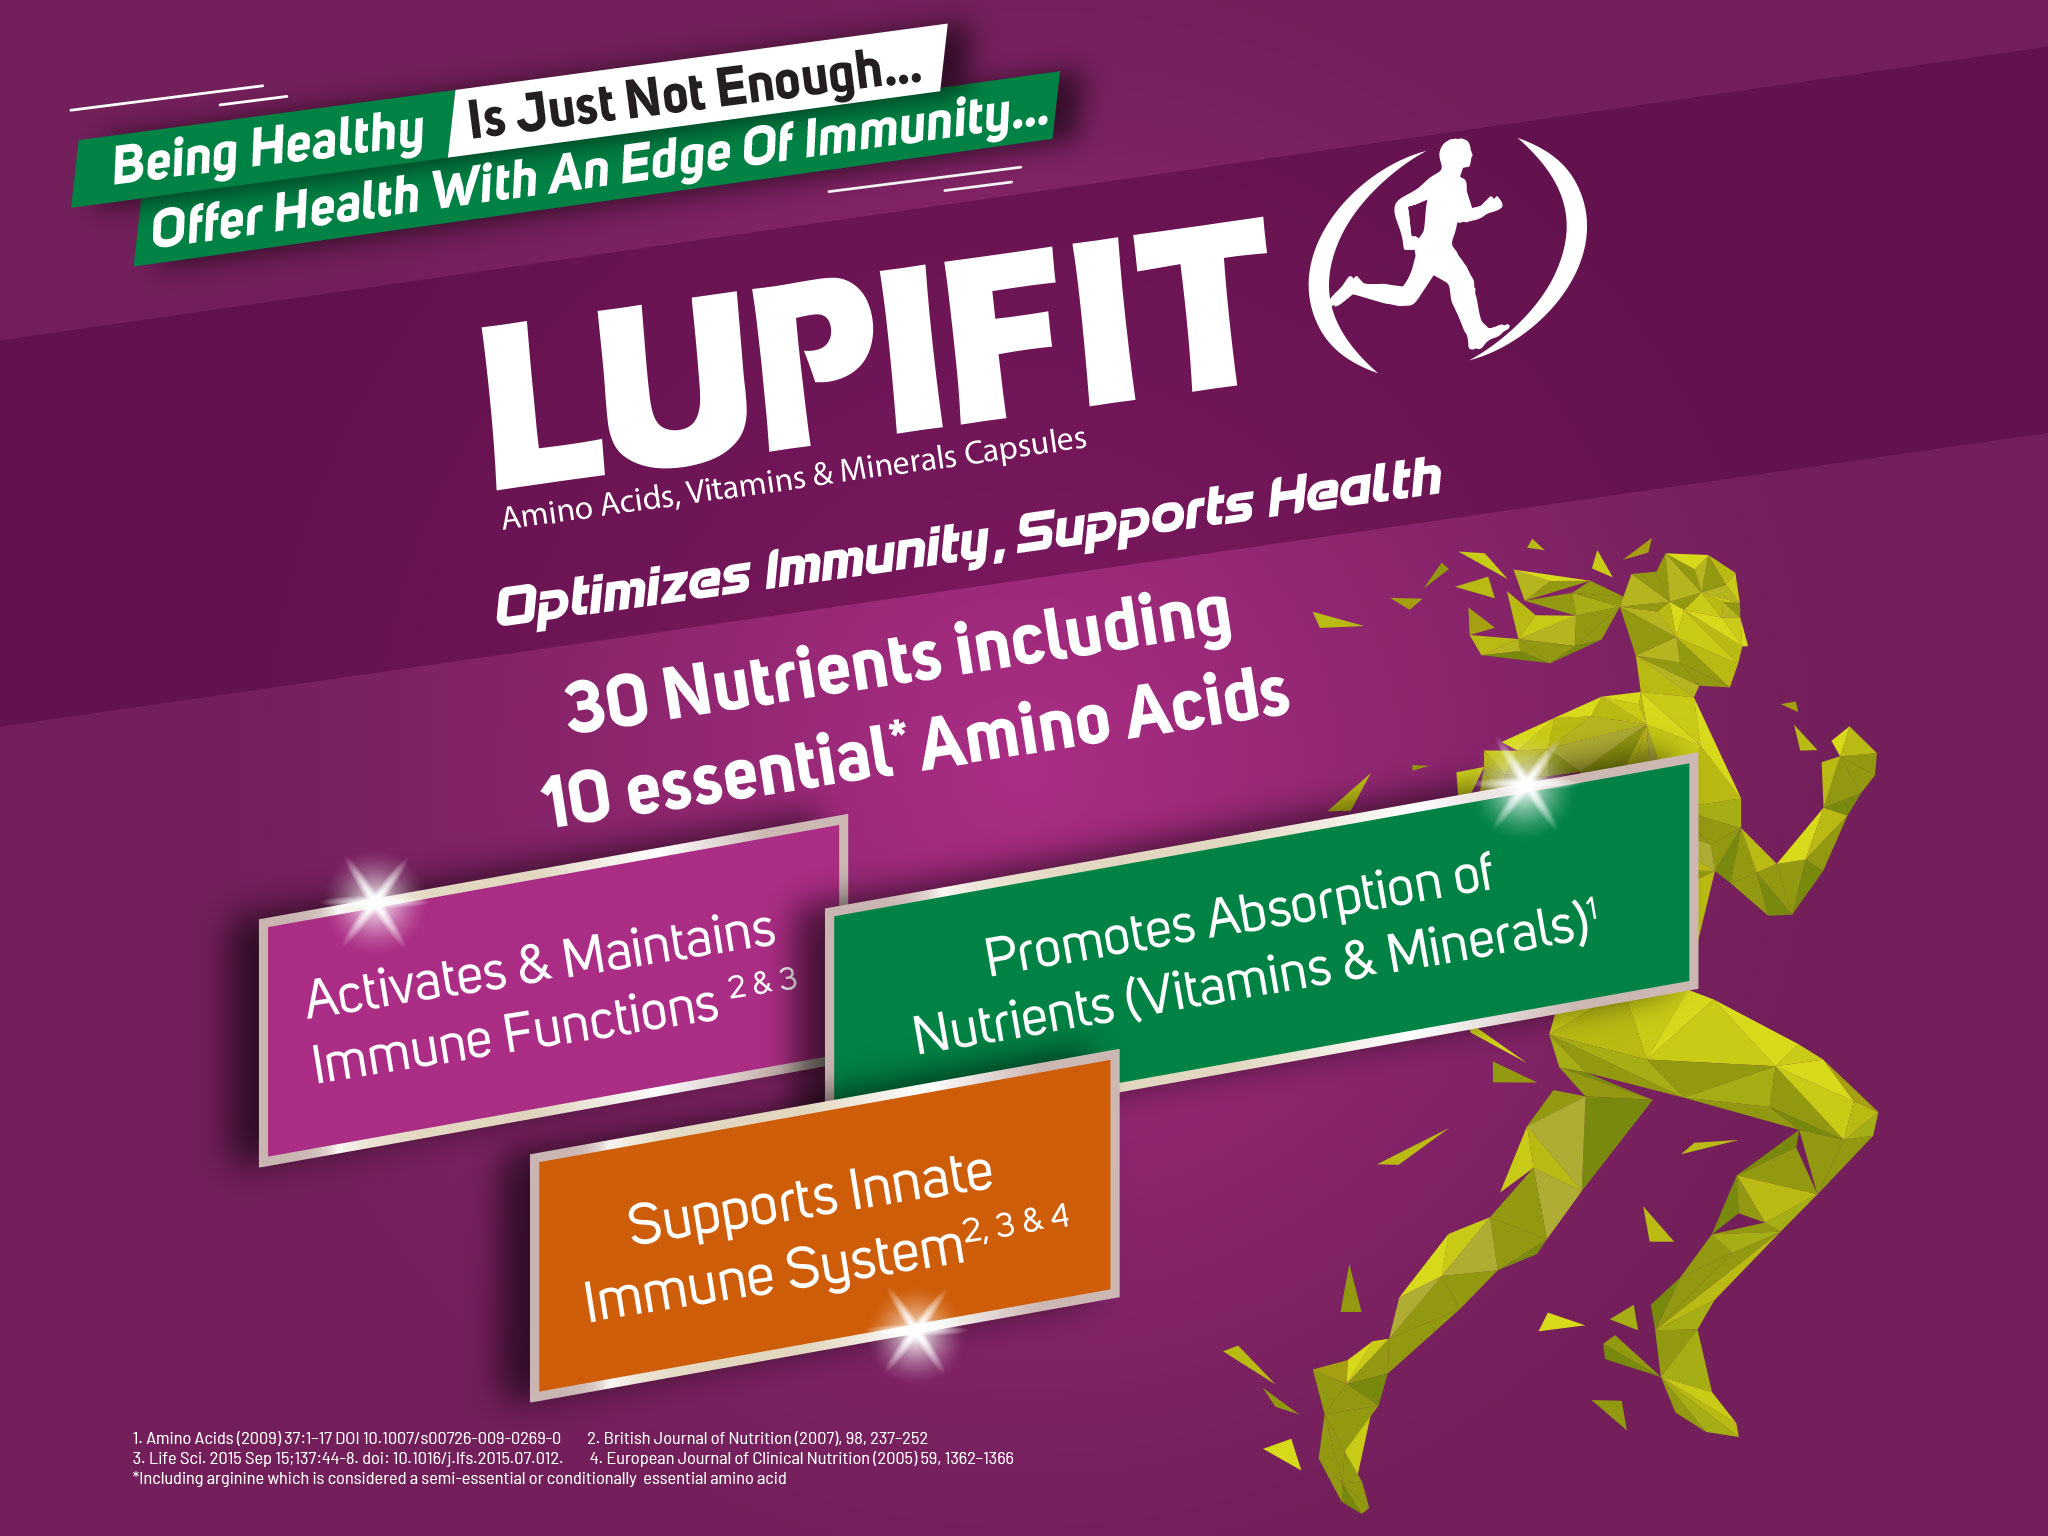 Being Healthy Is Just Not Enough...
Offer Health With An Edge Of Immunity...
LUPIFIT
Amino Acids, Vitamins & Minerals Capsules
Optimizes Immunity, Supports Health
30 Nutrients including
10 essential* Amino Acids
Activates & Maintains
Immune Functions 2 & 3
Promotes Absorption of
Nutrients (Vitamins & Minerals)1
Supports Innate
Immune System2, 3 & 4
1. Amino Acids (2009) 37:1-17 DOI 10.1007/s00726-009-0269-0 2. British Journal of Nutrition (2007), 98, 237-252
3. Life Sci. 2015 Sep 15;137:44-8. doi: 10.1016/j.lfs.2015.07.012. 4. European Journal of Clinical Nutrition (2005) 59, 1362-1366
*Including arginine which is considered a semi-essential or conditionally essential amino acid